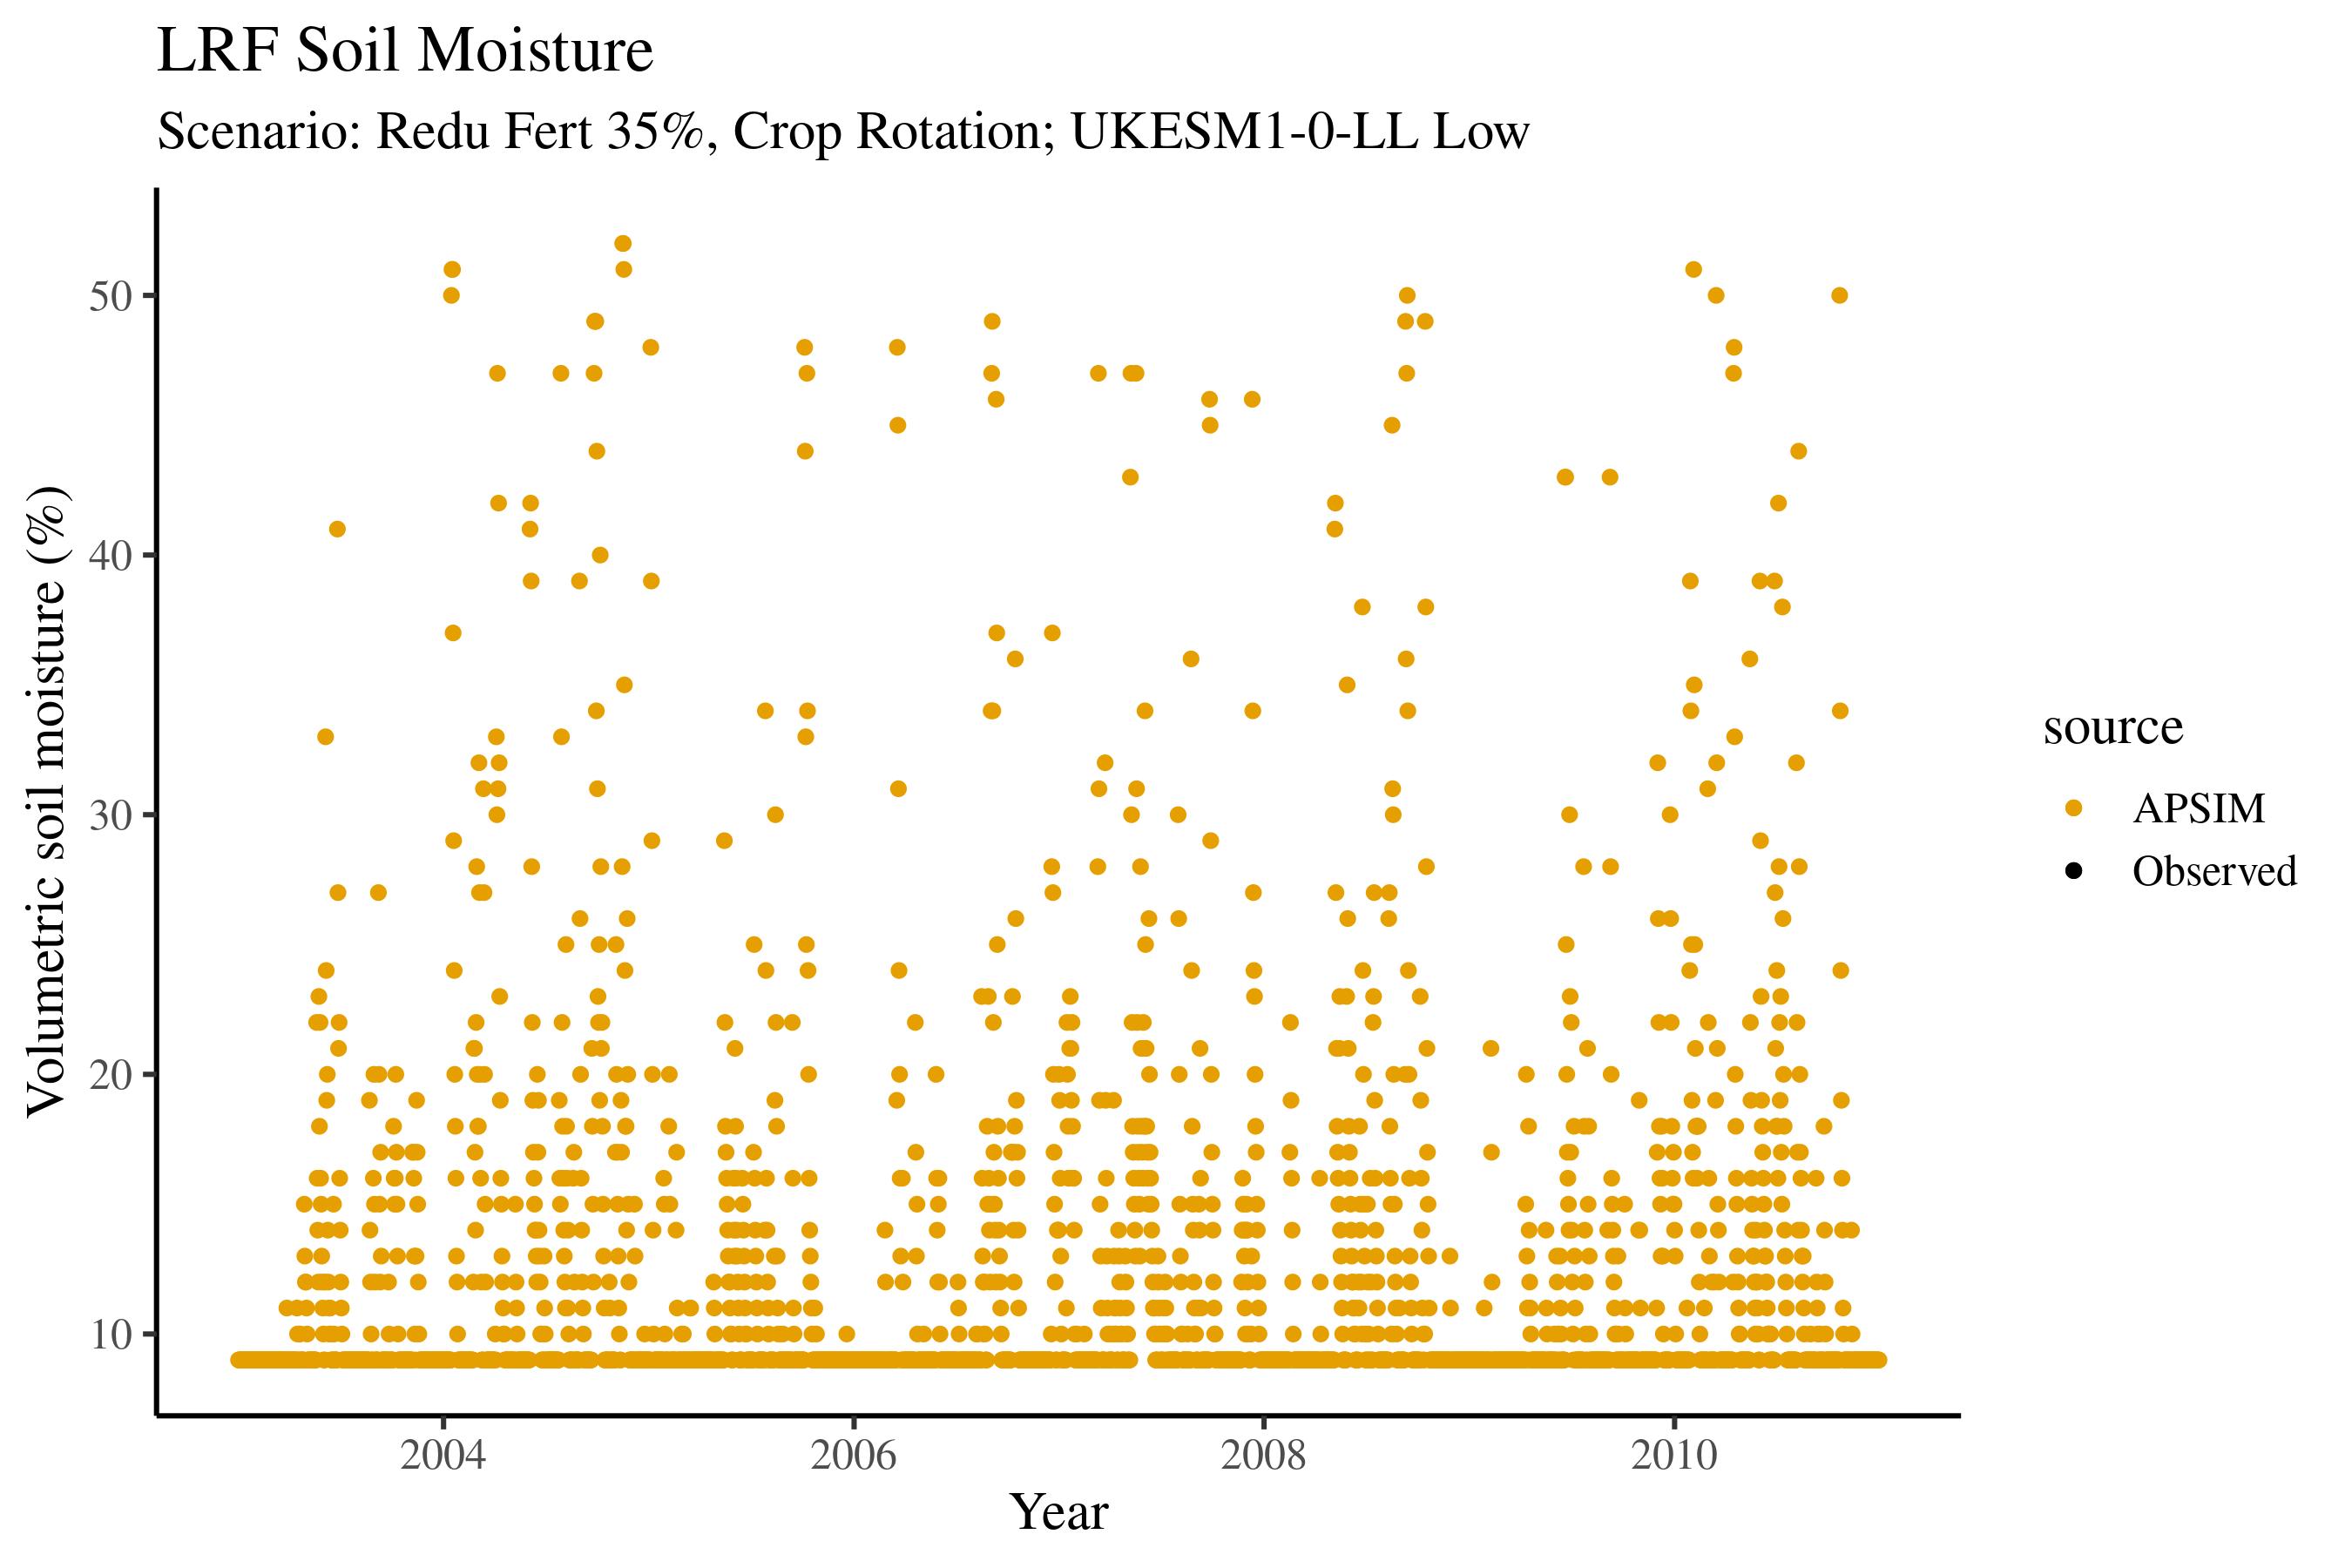 LRF Soil Moisture
Scenario: Redu Fert 35%, Crop Rotation; UKESM1-0-LL Low
Volumetric soil moisture (%)
50
40
30
20
10
2004 2006 2008 2010
Year
source
APSIM
Observed